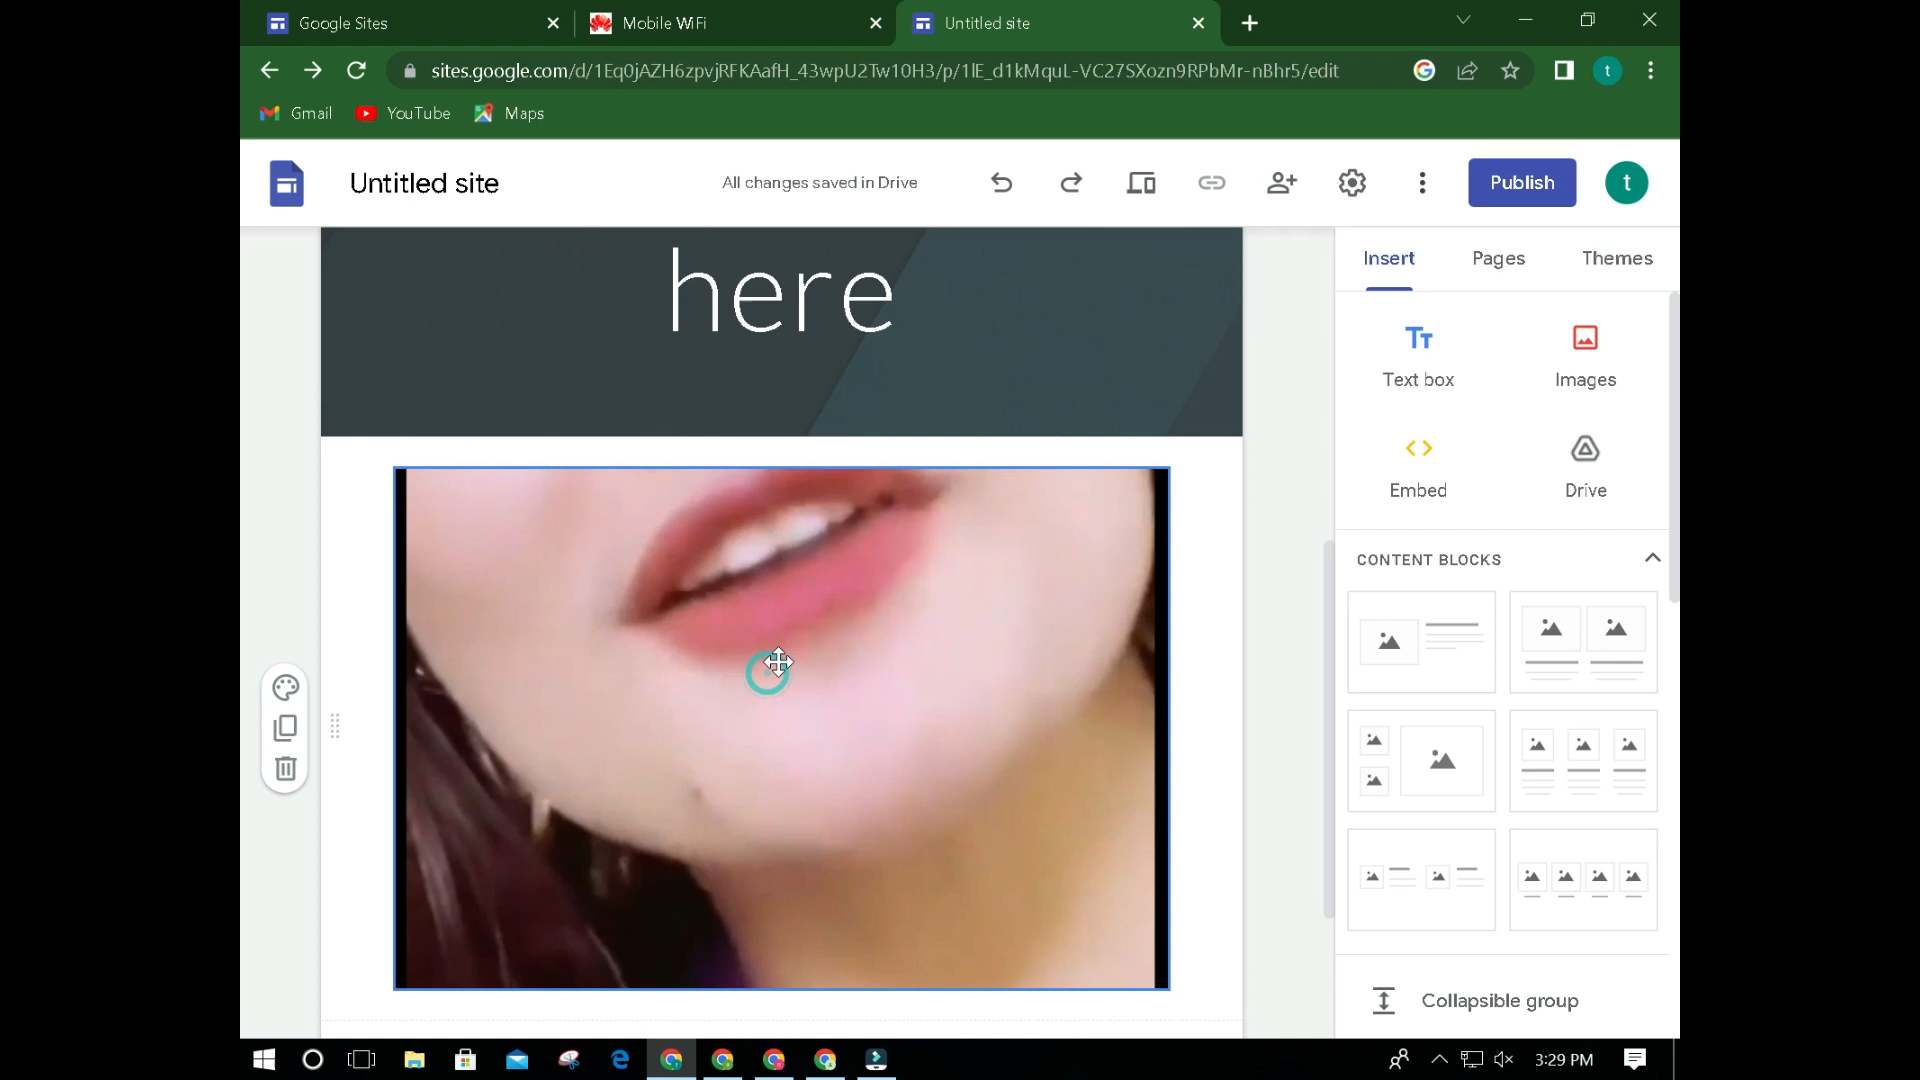 Google Sites
Mobile WiFi
Untitled site
sites.google.com/d/1Eq0jAZH6zpvjRFKAafH_43wpU2Tw10H3/p/1lE_d1kMquL-VC27SXozn9RPbMr-nBhr5/edit
t
Gmail
YouTube
Maps
Untitled site
All changes saved in Drive
Publish
t
here
Insert
Pages
Themes
Tт
Text box
Images
Embed
Drive
CONTENT BLOCKS
Collapsible group
3:29 PM